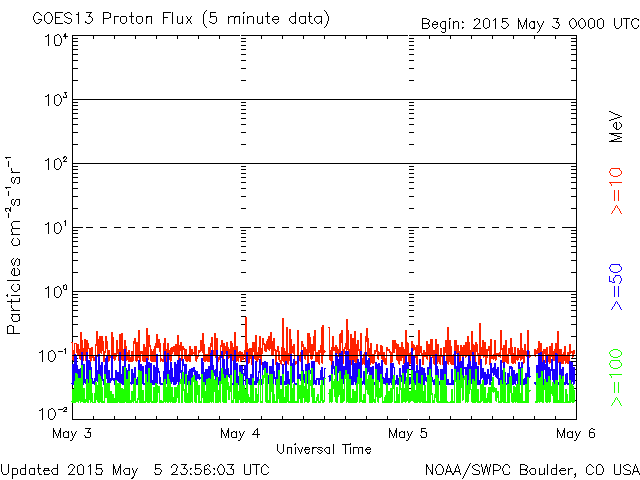 GOES13 Proton Flux (5 minute data)
Begin: 2015 May 3 0000 UTC
Particles cm⁻²s⁻¹sr⁻¹
10⁴
10³
10²
10¹
10⁰
10⁻¹
10⁻²
May 3
May 4
May 5
May 6
Universal Time
MeV
>=10
>=50
>=100
Updated 2015 May 5 23:56:03 UTC
NOAA/SWPC Boulder, CO USA